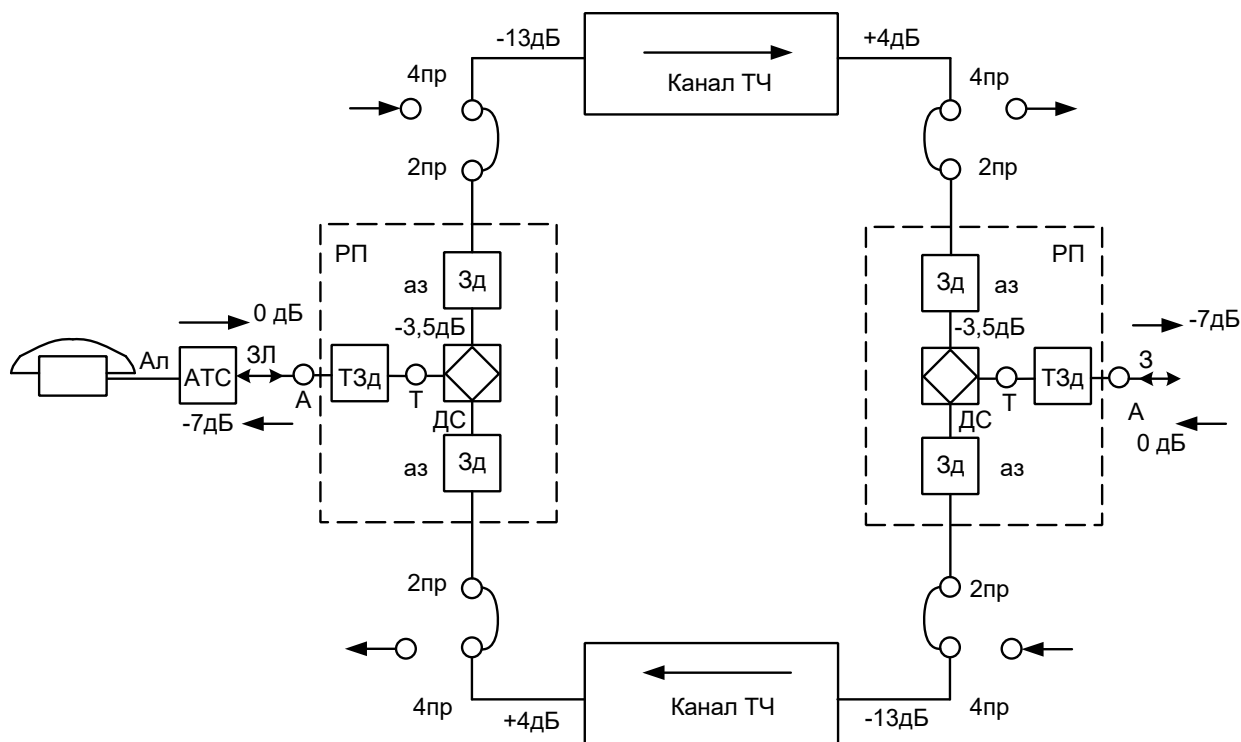 -13дБ
+4дБ
4пр
Канал ТЧ
4пр
2пр
2пр
РП
РП
аз
Зд
Зд
аз
0 дБ
-3,5дБ
-3,5дБ
-7дБ
Ал
АТС
ЗЛ
А
ТЗд
Т
Т
ТЗд
З
А
-7дБ
ДС
ДС
0 дБ
аз
Зд
Зд
аз
2пр
2пр
4пр
Канал ТЧ
4пр
+4дБ
-13дБ